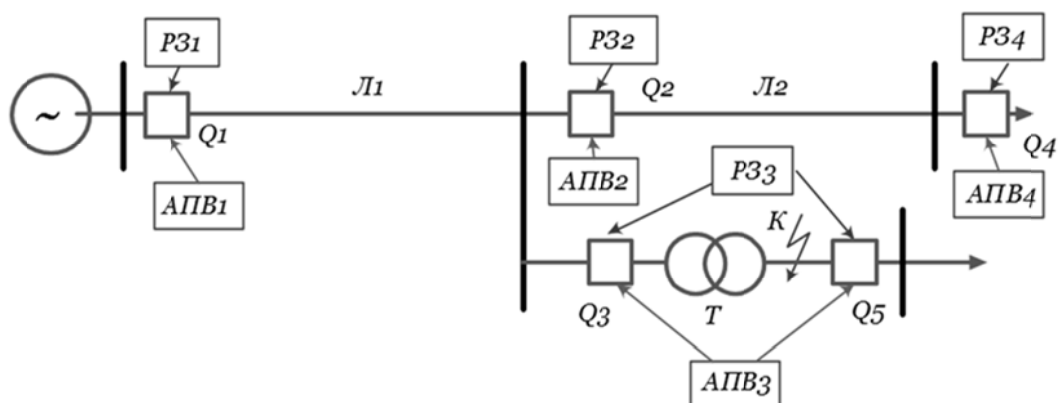 РЗ1
РЗ2
РЗ4
Л1
Q2
Л2
~
Q1
Q4
АПВ1
АПВ2
РЗ3
АПВ4
К
Q3
Т
Q5
АПВ3